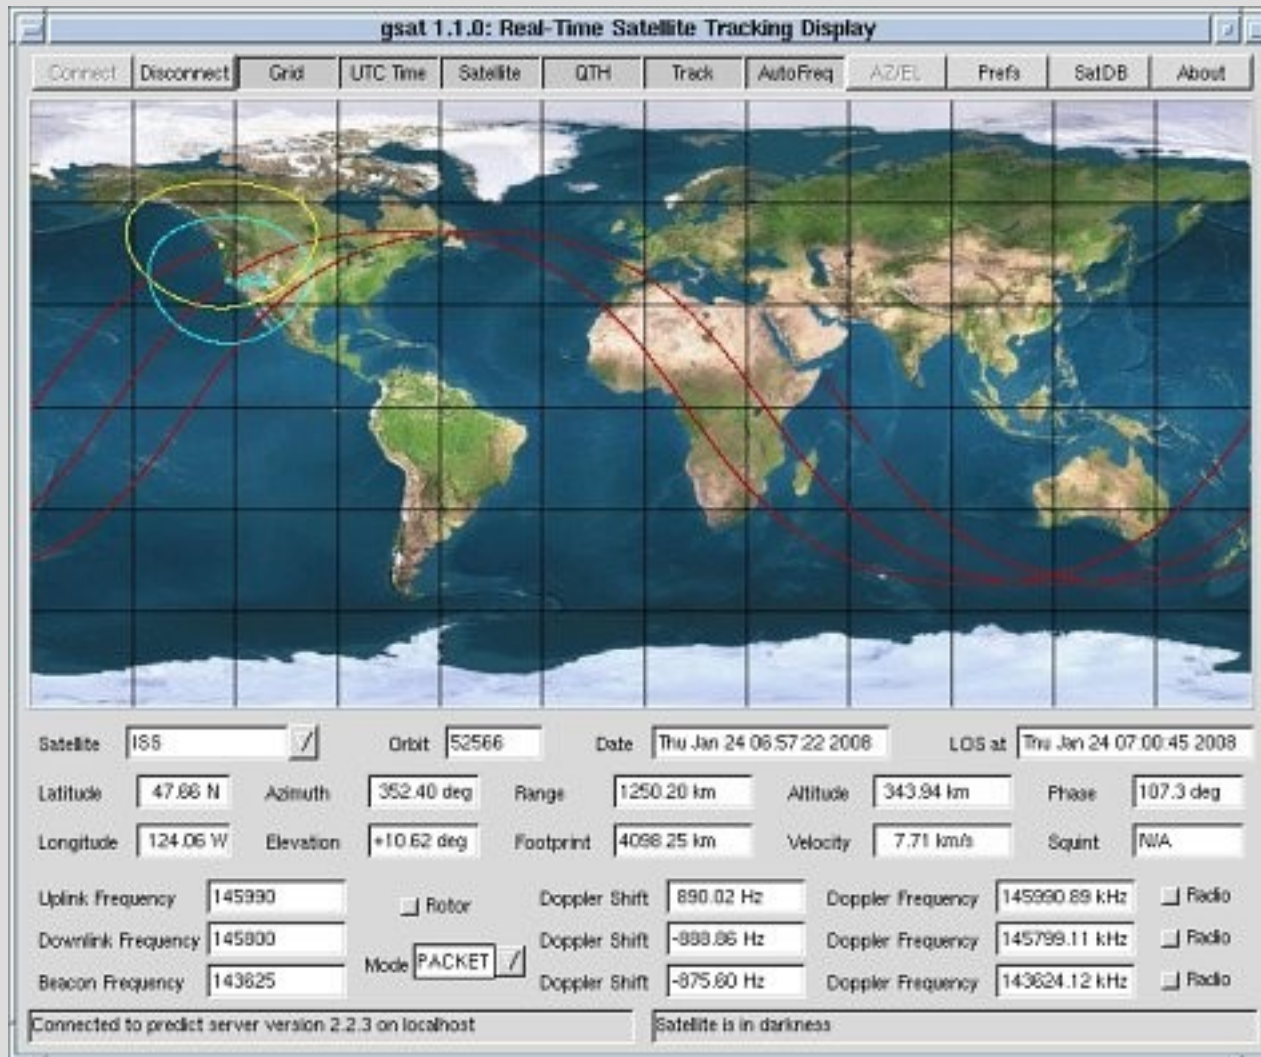 gsat 1.1.0: Real-Time Satellite Tracking Display
Connect Disconnect Grid UTC Time Satellite QTH Track AutoFreq AZ/EL Prefs SatDB About
Satellite ISS Orbit 52566 Date Thu Jan 24 06:57:22 2008 LOS at Thu Jan 24 07:00:45 2008
Latitude 47.66 N Azimuth 352.40 deg Range 1250.20 km Altitude 343.94 km Phase 107.3 deg
Longitude 124.06 W Elevation +10.62 deg Footprint 4098.25 km Velocity 7.71 km/s Squint N/A
Uplink Frequency 145990 Rotor Doppler Shift 890.02 Hz Doppler Frequency 145990.89 kHz Radio
Downlink Frequency 145800 Doppler Shift -888.86 Hz Doppler Frequency 145799.11 kHz Radio
Mode PACKET
Beacon Frequency 143625 Doppler Shift -875.60 Hz Doppler Frequency 143624.12 kHz Radio
Connected to predict server version 2.2.3 on localhost Satellite is in darkness